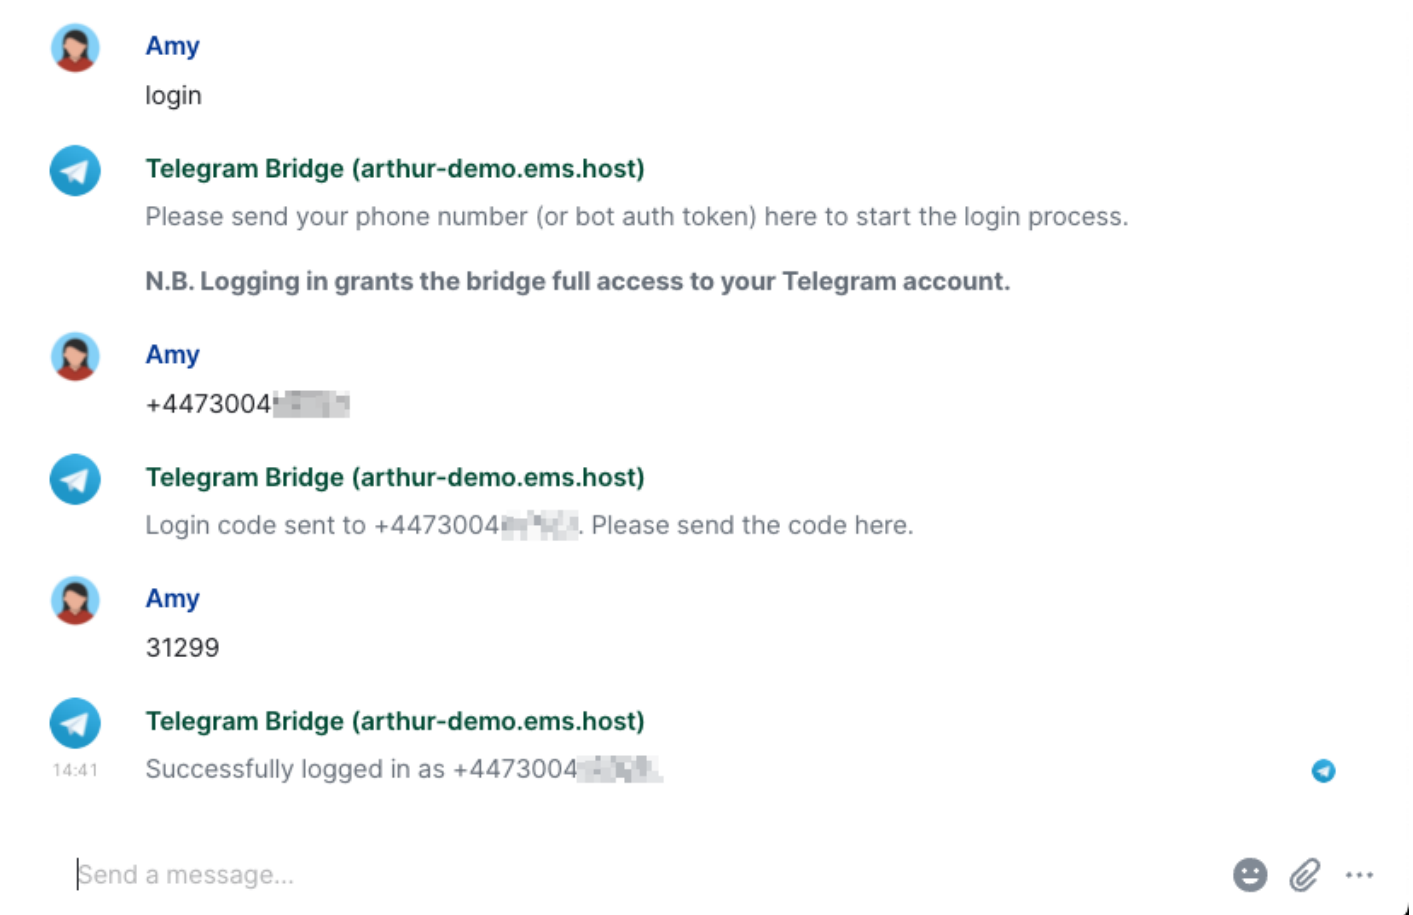 Amy
login
Telegram Bridge (arthur-demo.ems.host)
Please send your phone number (or bot auth token) here to start the login process.
N.B. Logging in grants the bridge full access to your Telegram account.
Amy
+4473004
Telegram Bridge (arthur-demo.ems.host)
Login code sent to +4473004 . Please send the code here.
Amy
31299
Telegram Bridge (arthur-demo.ems.host)
14:41 Successfully logged in as +4473004
Send a message...